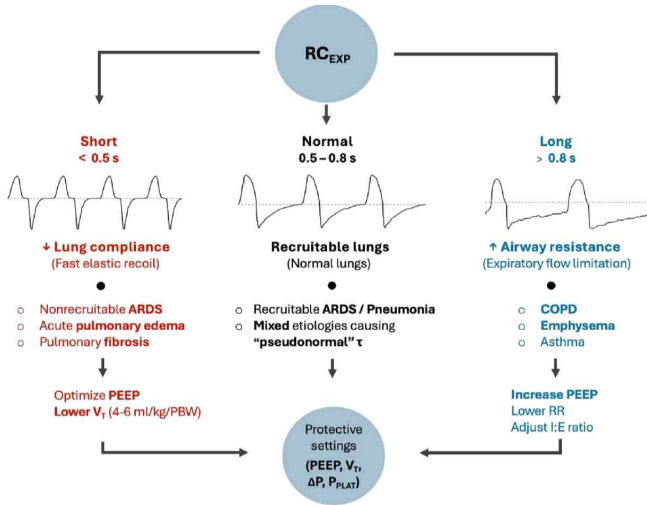 RCEXP
Short
< 0.5 s
Normal
0.5 – 0.8 s
Long
> 0.8 s
↓ Lung compliance
(Fast elastic recoil)
Recruitable lungs
(Normal lungs)
↑ Airway resistance
(Expiratory flow limitation)
Nonrecruitable ARDS
Acute pulmonary edema
Pulmonary fibrosis
Recruitable ARDS / Pneumonia
Mixed etiologies causing
“pseudonormal” τ
COPD
Emphysema
Asthma
Optimize PEEP
Lower VT (4-6 ml/kg/PBW)
Increase PEEP
Lower RR
Adjust I:E ratio
Protective
settings
(PEEP, VT,
ΔP, PPLAT)